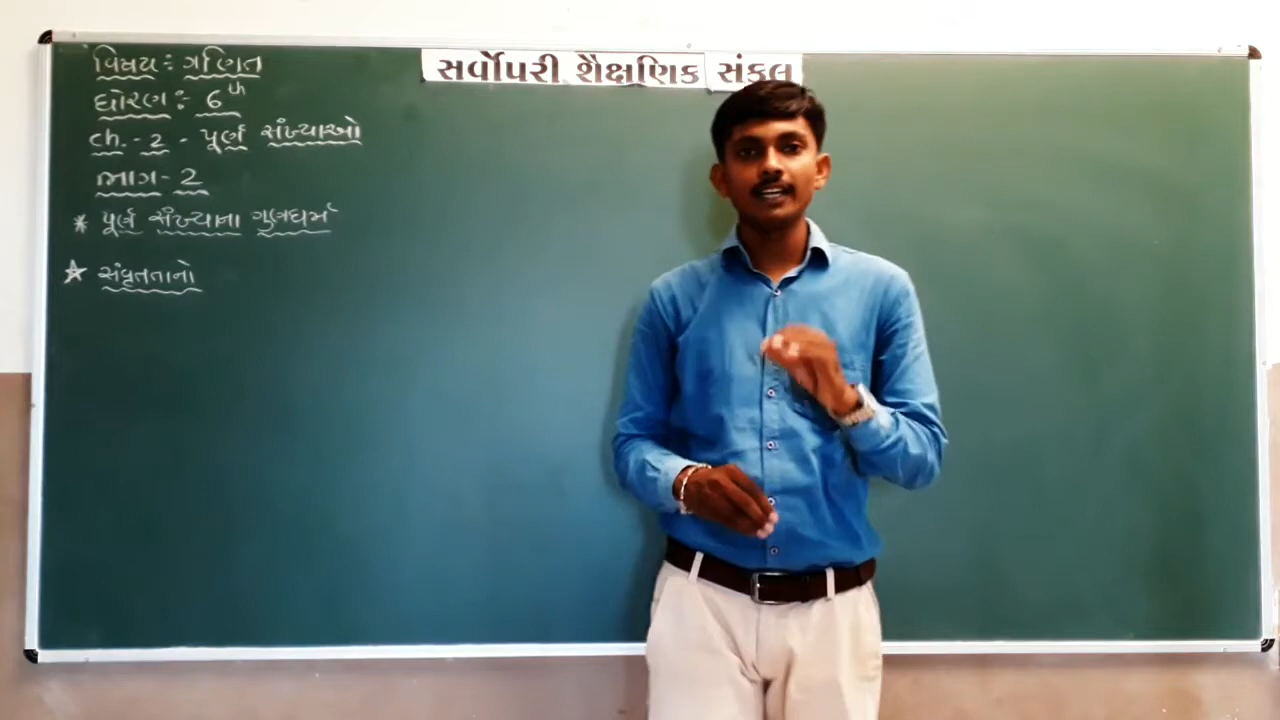 સર્વોપરી શૈક્ષણિક સંકુલ
વિષય : ગણિત
ધોરણ : 6th
ch. - 2 - પૂર્ણ સંખ્યાઓ
ભાગ - 2
* પૂર્ણ સંખ્યાના ગુણધર્મ
☆ સંવૃતતાનો